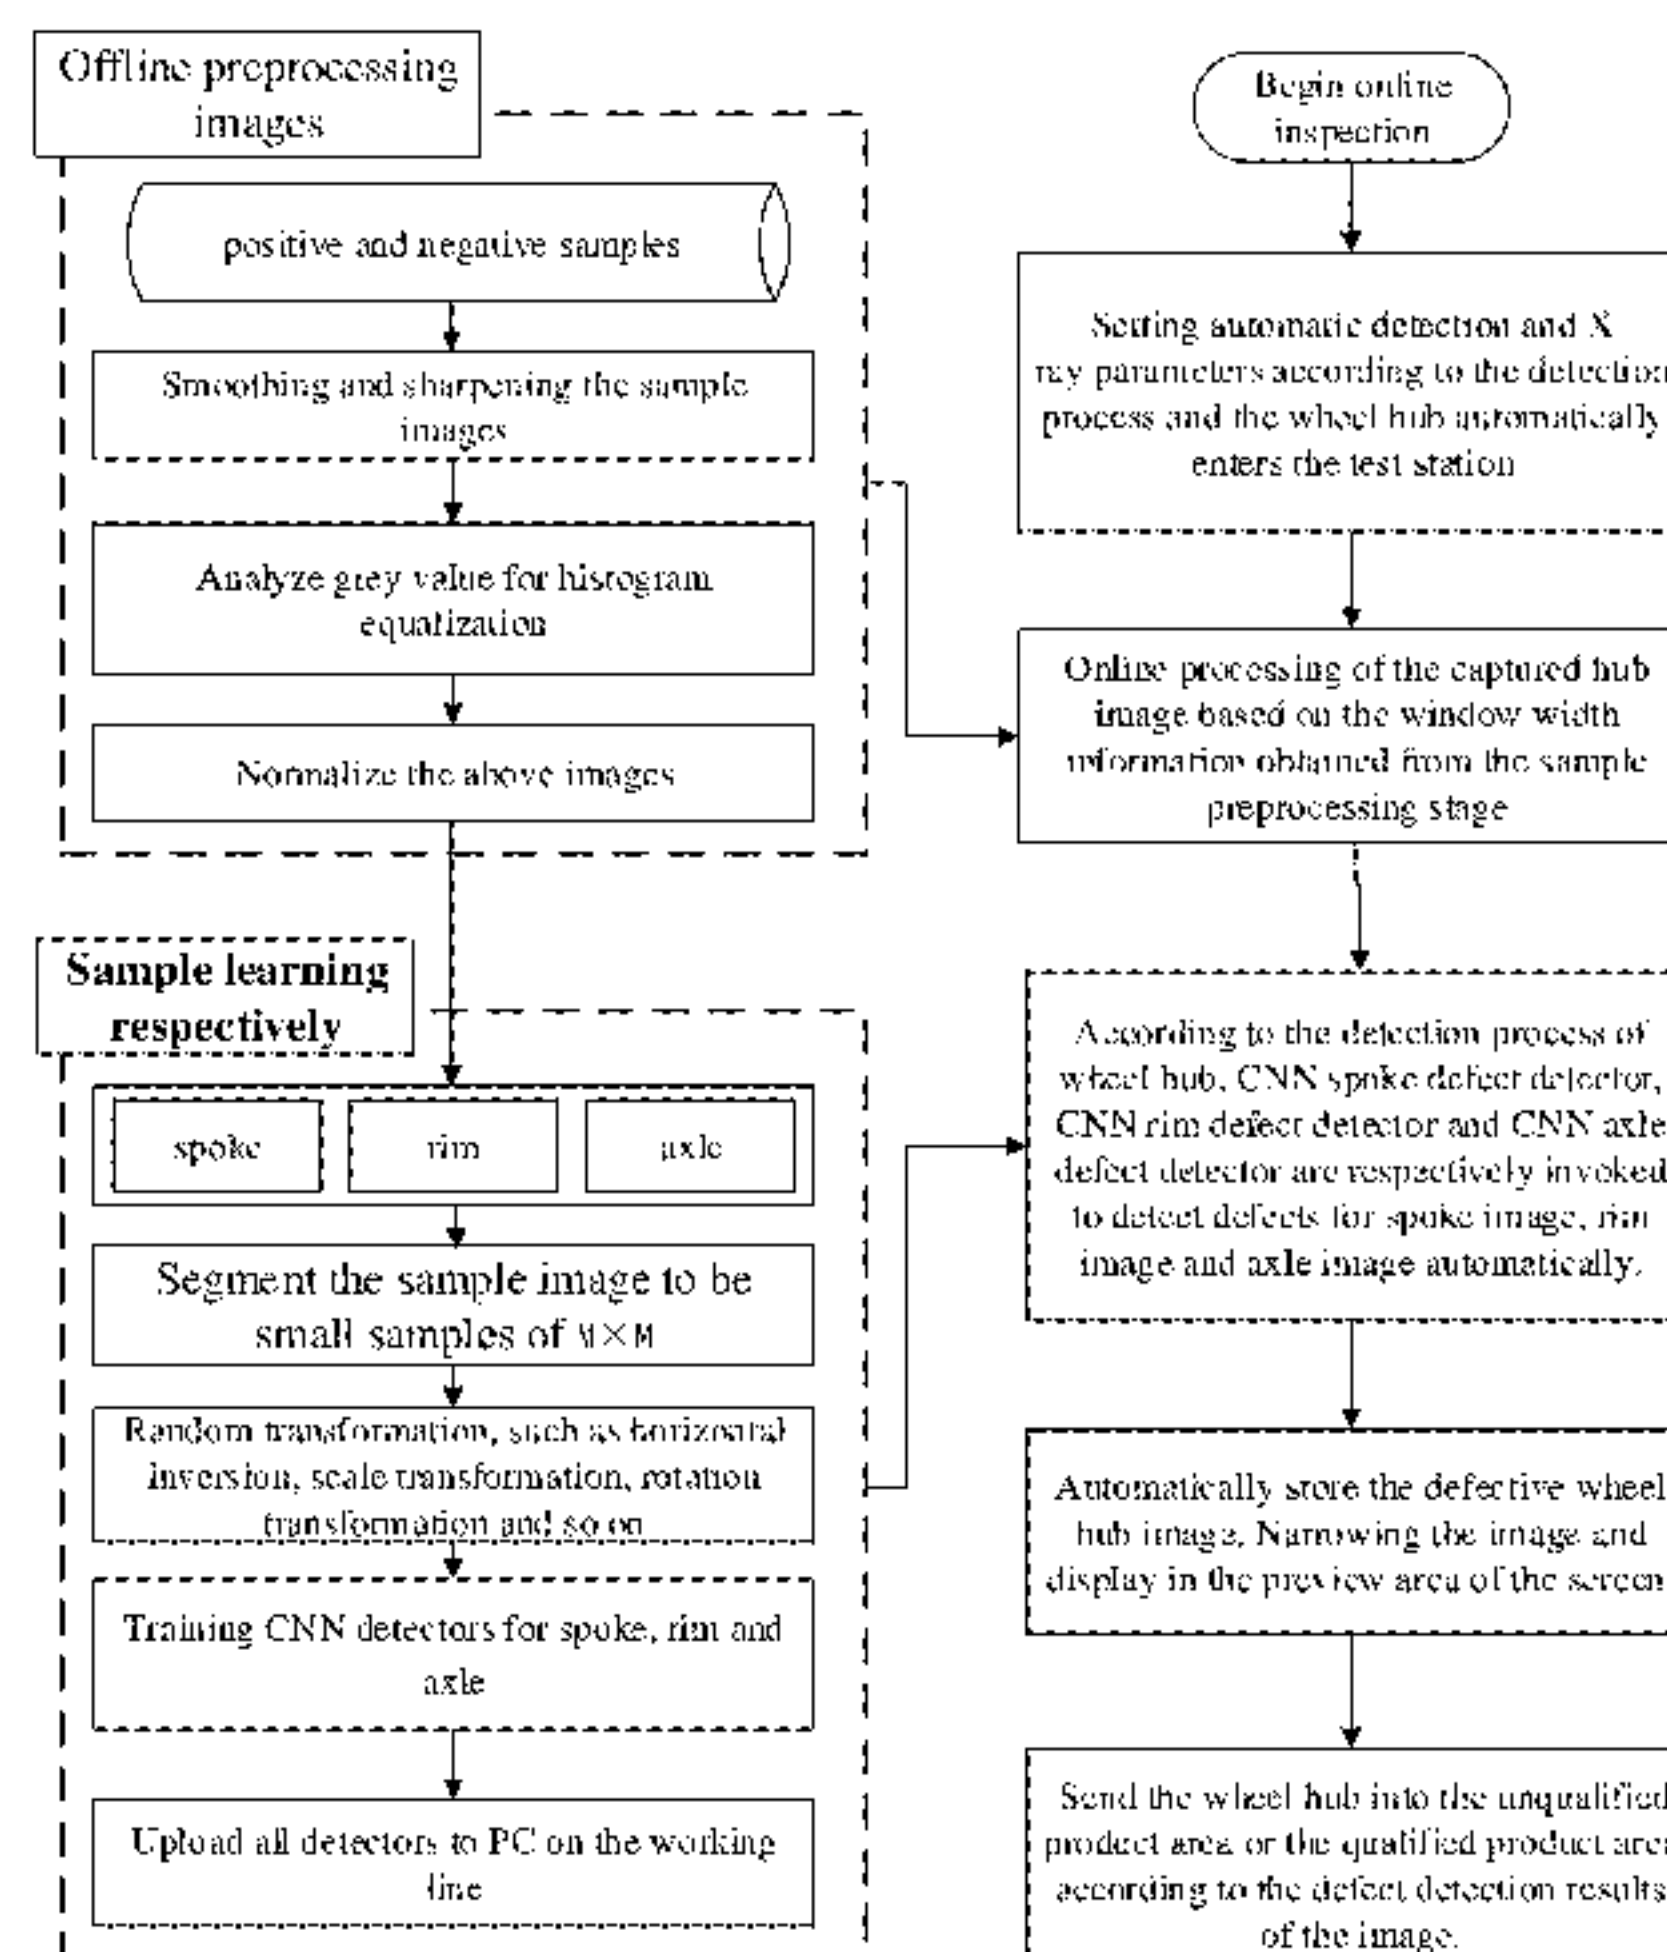 Offline preprocessing
images
positive and negative samples
Smoothing and sharpening the sample
images
Analyze grey value for histogram
equalization
Normalize the above images
Sample learning
respectively
spoke
rim
axle
Segment the sample image to be
small samples of M×M
Random transformation, such as horizontal
inversion, scale transformation, rotation
transformation and so on
Training CNN detectors for spoke, rim and
axle
Upload all detectors to PC on the working
line
Begin online
inspection
Setting automatic detection and X
ray parameters according to the detection
process and the wheel hub automatically
enters the test station
Online processing of the captured hub
image based on the window width
information obtained from the sample
preprocessing stage
According to the detection process of
wheel hub, CNN spoke defect detector,
CNN rim defect detector and CNN axle
defect detector are respectively invoked
to detect defects for spoke image, rim
image and axle image automatically.
Automatically store the defective wheel
hub image, Narrowing the image and
display in the preview area of the screen
Send the wheel hub into the unqualified
product area or the qualified product area
according to the defect detection results
of the image.